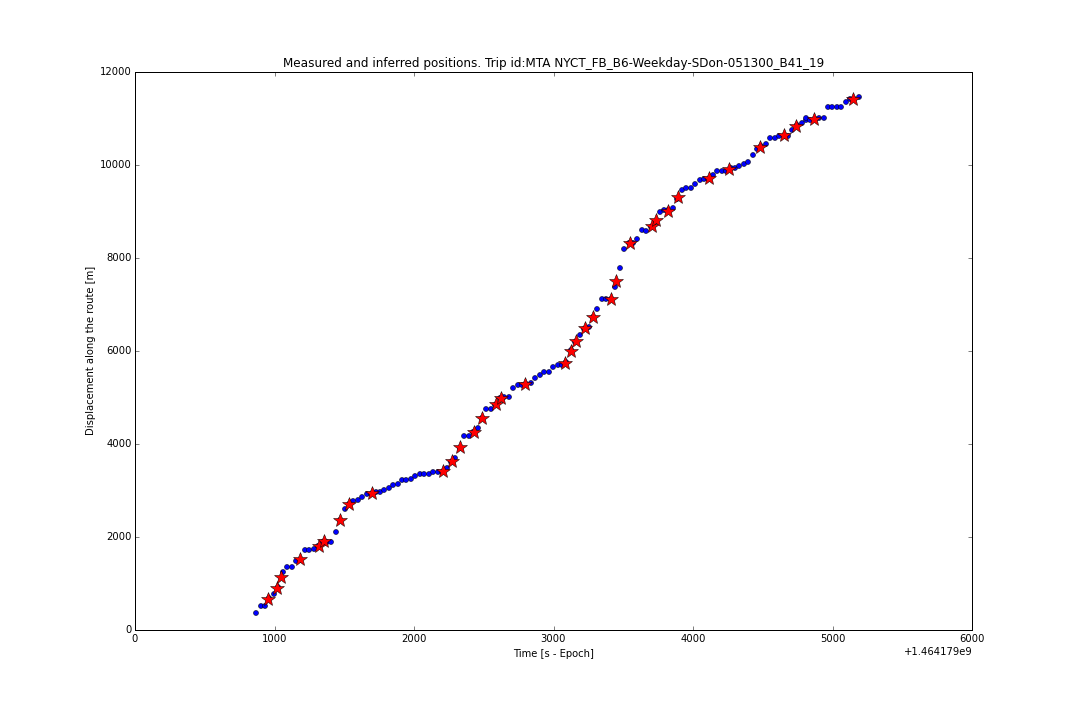 Measured and inferred positions. Trip id:MTA NYCT_FB_B6-Weekday-SDon-051300_B41_19
12000
10000
8000
6000
4000
2000
0
Displacement along the route [m]
0 1000 2000 3000 4000 5000 6000
Time [s - Epoch]
+1.464179e9